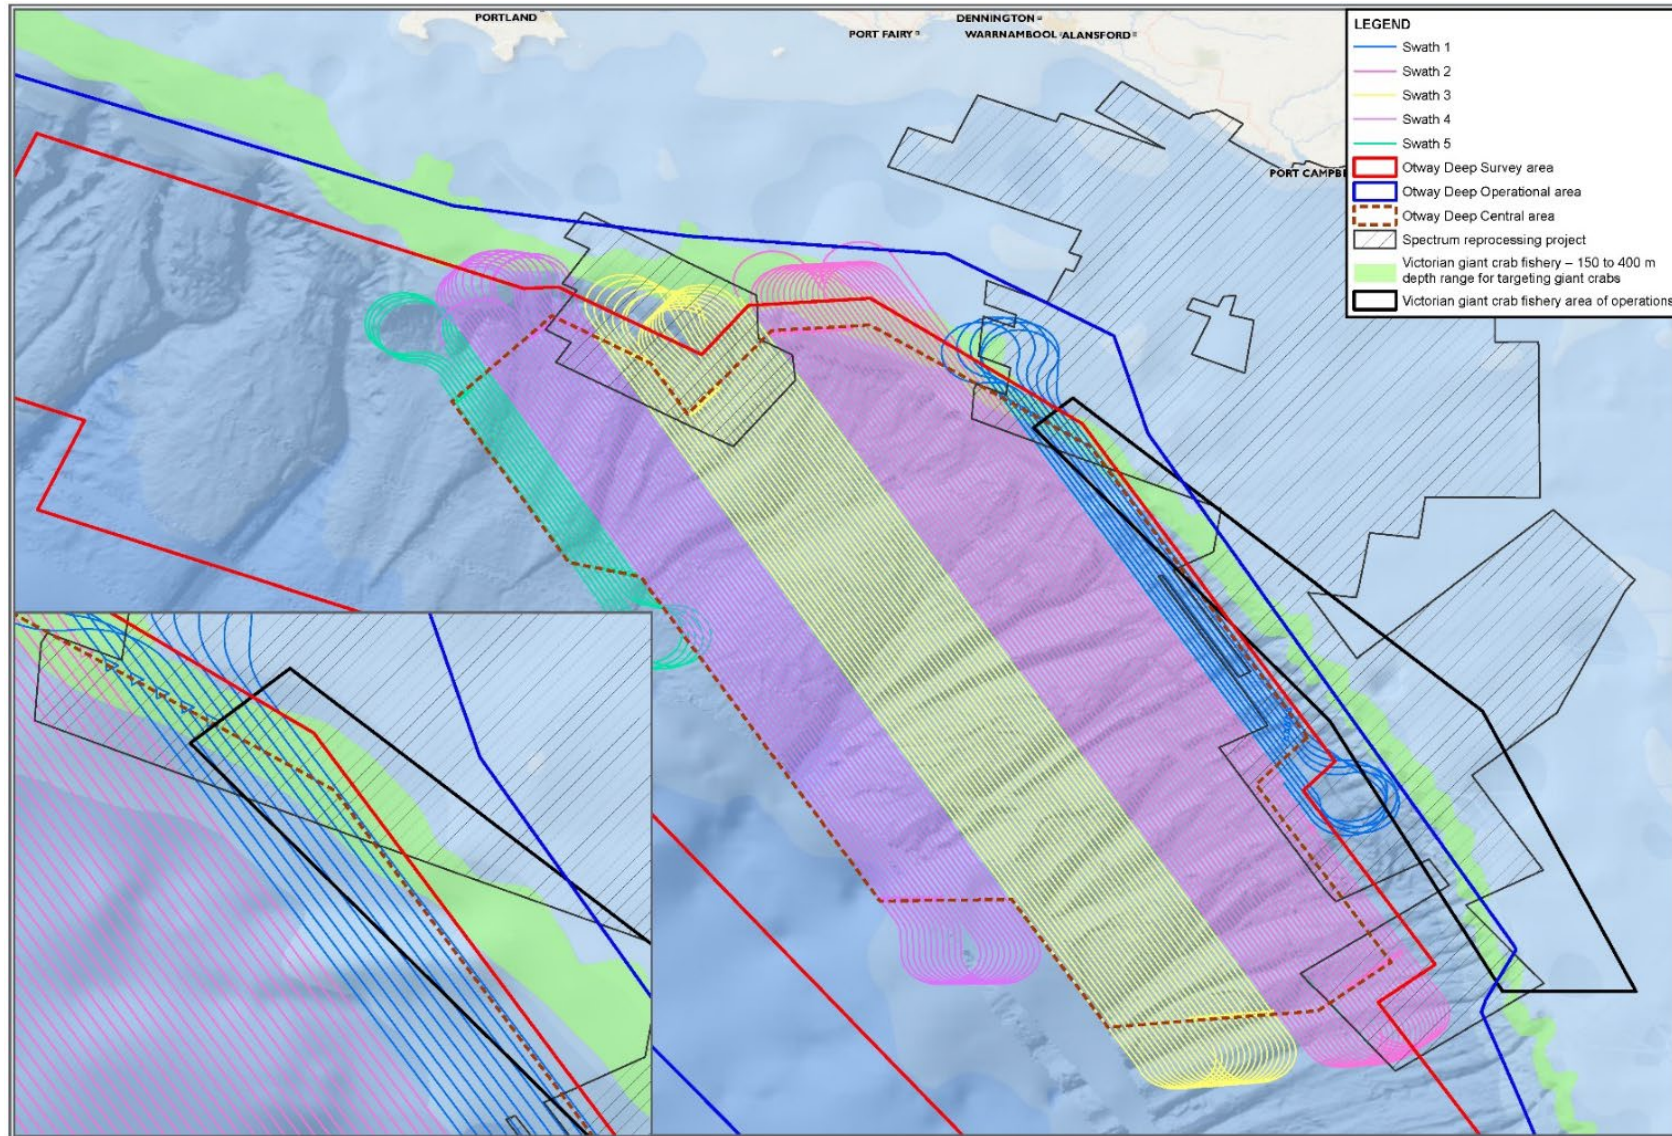 PORTLAND
DENNINGTON
PORT FAIRY
WARRNAMBOOL
ALANSFORD
PORT CAMPBE
LEGEND
Swath 1
Swath 2
Swath 3
Swath 4
Swath 5
Otway Deep Survey area
Otway Deep Operational area
Otway Deep Central area
Spectrum reprocessing project
Victorian giant crab fishery – 150 to 400 m
depth range for targeting giant crabs
Victorian giant crab fishery area of operations